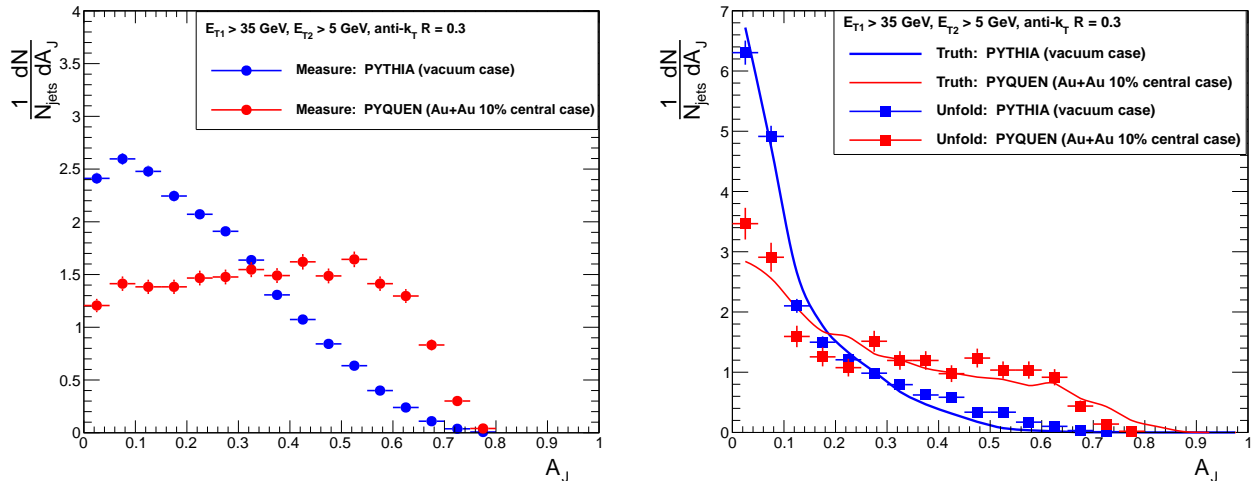 E_T1 > 35 GeV, E_T2 > 5 GeV, anti-k_T R = 0.3
Measure: PYTHIA (vacuum case)
Measure: PYQUEN (Au+Au 10% central case)
1 dN
N_jets dA_J
4
3.5
3
2.5
2
1.5
1
0.5
0
0 0.1 0.2 0.3 0.4 0.5 0.6 0.7 0.8 0.9 1
A_J
E_T1 > 35 GeV, E_T2 > 5 GeV, anti-k_T R = 0.3
Truth: PYTHIA (vacuum case)
Truth: PYQUEN (Au+Au 10% central case)
Unfold: PYTHIA (vacuum case)
Unfold: PYQUEN (Au+Au 10% central case)
1 dN
N_jets dA_J
7
6
5
4
3
2
1
0
0 0.1 0.2 0.3 0.4 0.5 0.6 0.7 0.8 0.9 1
A_J